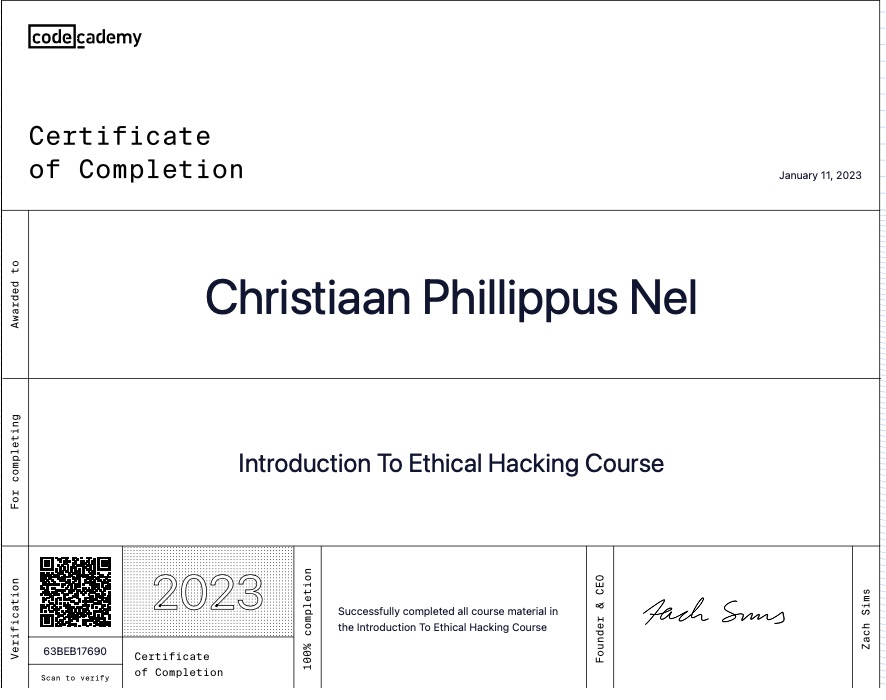 codecademy
Certificate
of Completion
January 11, 2023
Awarded to
Christiaan Phillippus Nel
For completing
Introduction To Ethical Hacking Course
Verification
63BEB17690
Scan to verify
2023
Certificate
of Completion
100% completion
Successfully completed all course material in
the Introduction To Ethical Hacking Course
Founder & CEO
Zach Sims
Zach Sims